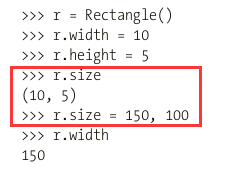 >>> r = Rectangle()
>>> r.width = 10
>>> r.height = 5
>>> r.size
(10, 5)
>>> r.size = 150, 100
>>> r.width
150